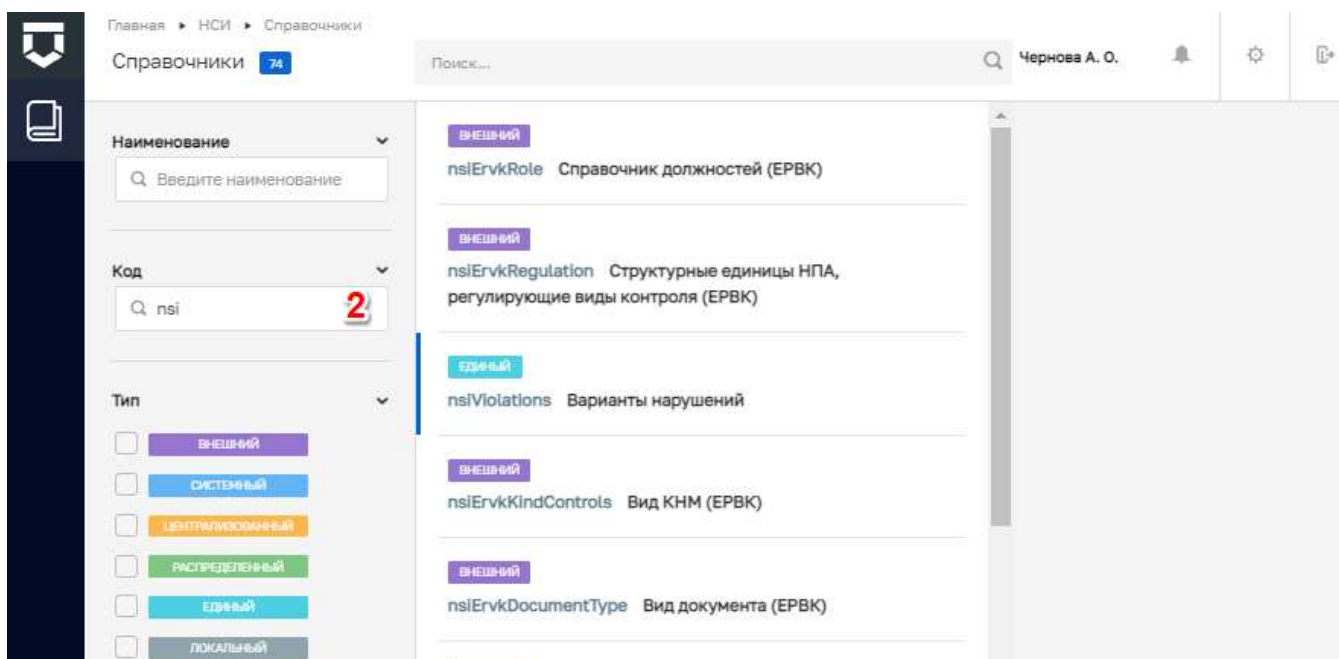 Главная ▸ НСИ ▸ Справочники
Справочники 74
Поиск...
Чернова А. О.
Наименование
Введите наименование
Код
nsi
2
Тип
ВНЕШНИЙ
СИСТЕМНЫЙ
ЦЕНТРАЛИЗОВАННЫЙ
РАСПРЕДЕЛЕННЫЙ
ЕДИНЫЙ
ЛОКАЛЬНЫЙ
ВНЕШНИЙ
nsiErvkRole Справочник должностей (ЕРВК)
ВНЕШНИЙ
nsiErvkRegulation Структурные единицы НПА,
регулирующие виды контроля (ЕРВК)
ЕДИНЫЙ
nsiViolations Варианты нарушений
ВНЕШНИЙ
nsiErvkKindControls Вид КНМ (ЕРВК)
ВНЕШНИЙ
nsiErvkDocumentType Вид документа (ЕРВК)